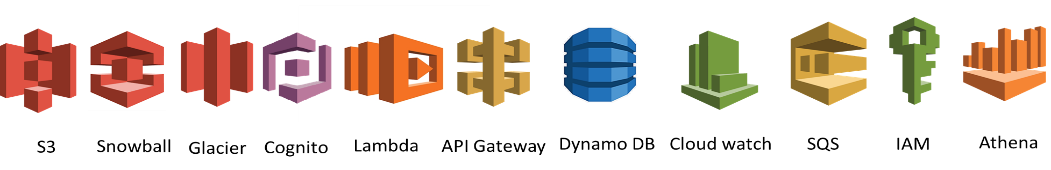 S3 Snowball Glacier Cognito Lambda API Gateway Dynamo DB Cloud watch SQS IAM Athena